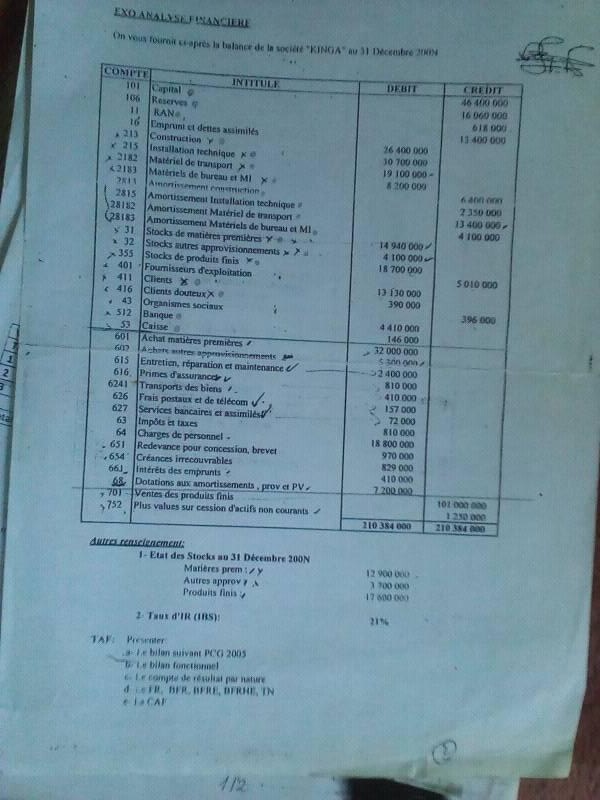 EXO ANALYSE FINANCIERE
On vous fournit ci-après la balance de la société "KINGA" au 31 Décembre 200N
COMPTE INTITULE DEBIT CREDIT
101 Capital 46 400 000
106 Reserves 16 060 000
11 RAN 618 000
16 Emprunt et dettes assimilés 13 400 000
213 Construction 26 400 000
215 Installation technique 30 700 000
2182 Matériel de transport 19 100 000
2183 Matériels de bureau et MI 8 200 000
2813 Amortissement construction 6 400 000
2815 Amortissement Installation technique 2 350 000
28182 Amortissement Matériel de transport 13 400 000
28183 Amortissement Matériels de bureau et MI 4 100 000
31 Stocks de matières premières 14 940 000
32 Stocks autres approvisionnements 4 100 000
355 Stocks de produits finis 18 700 000
401 Fournisseurs d'exploitation 5 010 000
411 Clients 13 130 000
416 Clients douteux 390 000
43 Organismes sociaux 396 000
512 Banque 4 410 000
53 Caisse 146 000
601 Achat matières premières 32 000 000
602 Achats autres approvisionnements 5 300 000
615 Entretien, réparation et maintenance 2 400 000
616 Primes d'assurance 810 000
6241 Transports des biens 410 000
626 Frais postaux et de télécom 157 000
627 Services bancaires et assimilés 72 000
63 Impôts et taxes 810 000
64 Charges de personnel 18 800 000
651 Redevance pour concession, brevet 970 000
654 Créances irrecouvrables 829 000
661 Intérêts des emprunts 410 000
68 Dotations aux amortissements, prov et PV 7 200 000
701 Ventes des produits finis 101 000 000
752 Plus values sur cession d'actifs non courants 1 250 000
210 384 000 210 384 000
Autres renseignement:
1- Etat des Stocks au 31 Décembre 200N
Matières prem : 12 900 000
Autres approv 3 700 000
Produits finis 17 600 000
2- Taux d'IR (IBS): 21%
TAF: Presenter:
a- Le bilan suivant PCG 2005
b- Le bilan fonctionnel
c- Le compte de résultat par nature
d- Le FR, BFR, BFRE, BFRHE, TN
e- La CAF
1/2